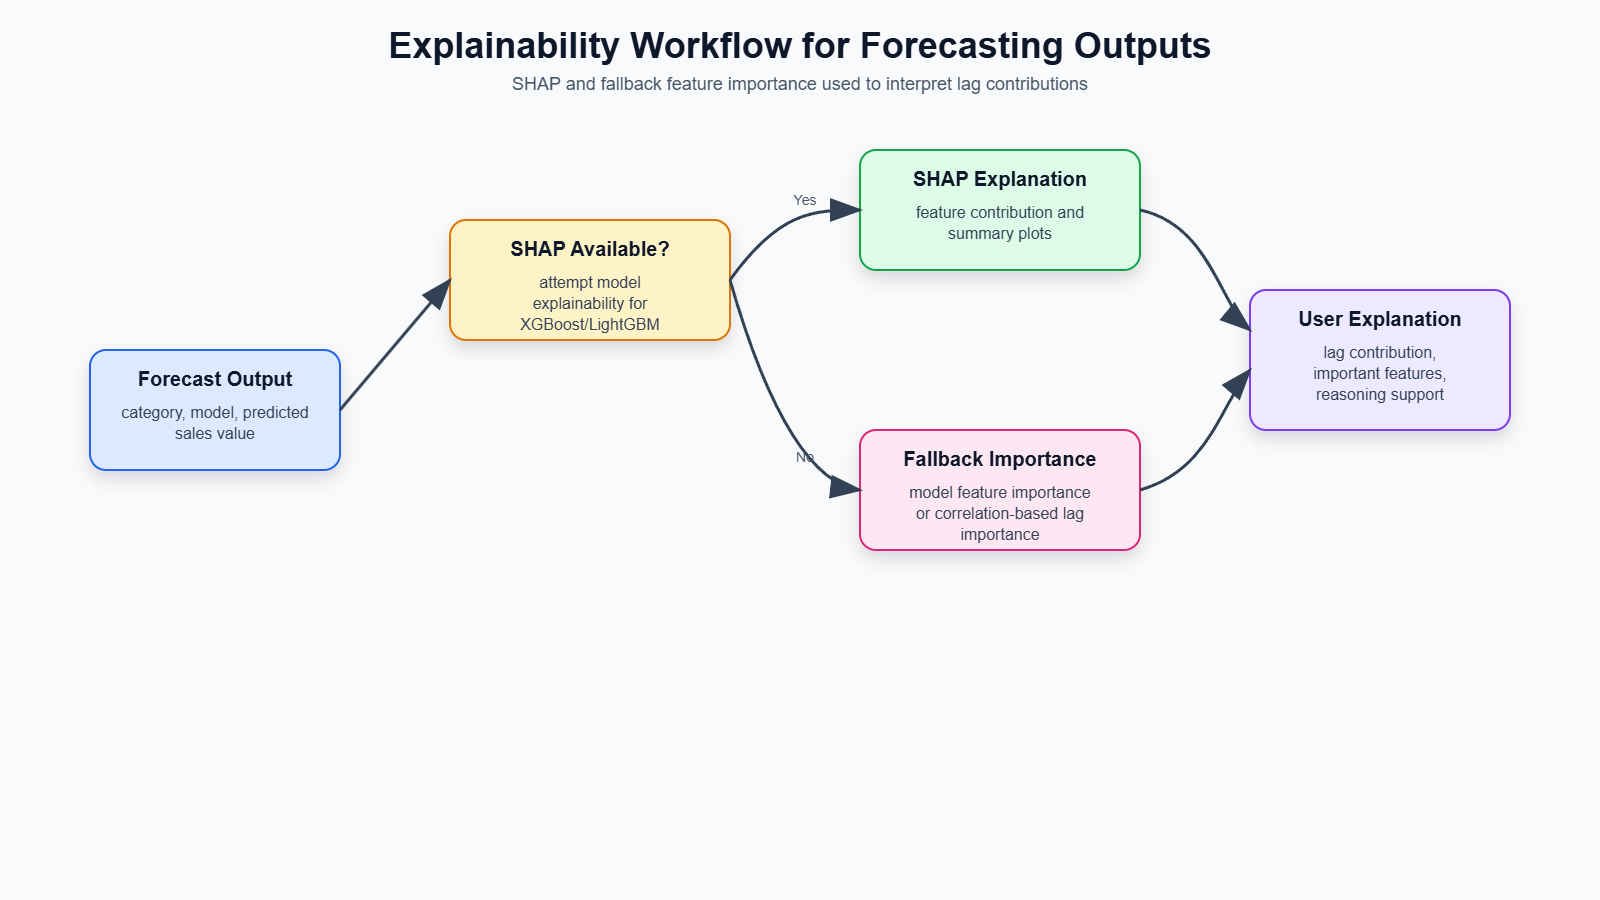 Explainability Workflow for Forecasting Outputs
SHAP and fallback feature importance used to interpret lag contributions
Forecast Output
category, model, predicted
sales value
SHAP Available?
attempt model
explainability for
XGBoost/LightGBM
Yes
No
SHAP Explanation
feature contribution and
summary plots
Fallback Importance
model feature importance
or correlation-based lag
importance
User Explanation
lag contribution,
important features,
reasoning support